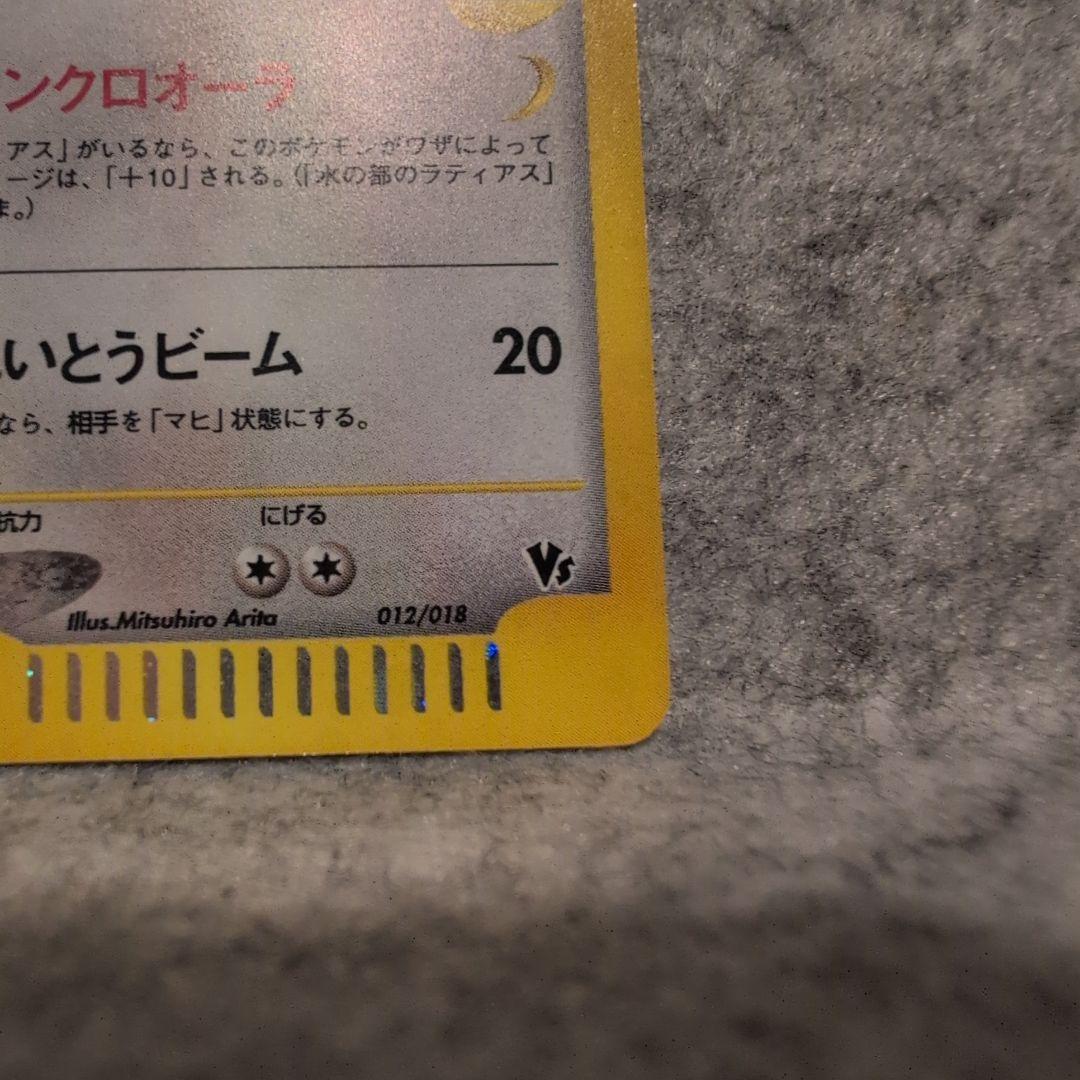 ンクロオーラ
アス」がいるなら、このポケモンがワザによって
ージは、「＋10」される。(「水の都のラティアス」
ま。)
いとうビーム 20
なら、相手を「マヒ」状態にする。
抗力 にげる
Vs
Illus.Mitsuhiro Arita 012/018